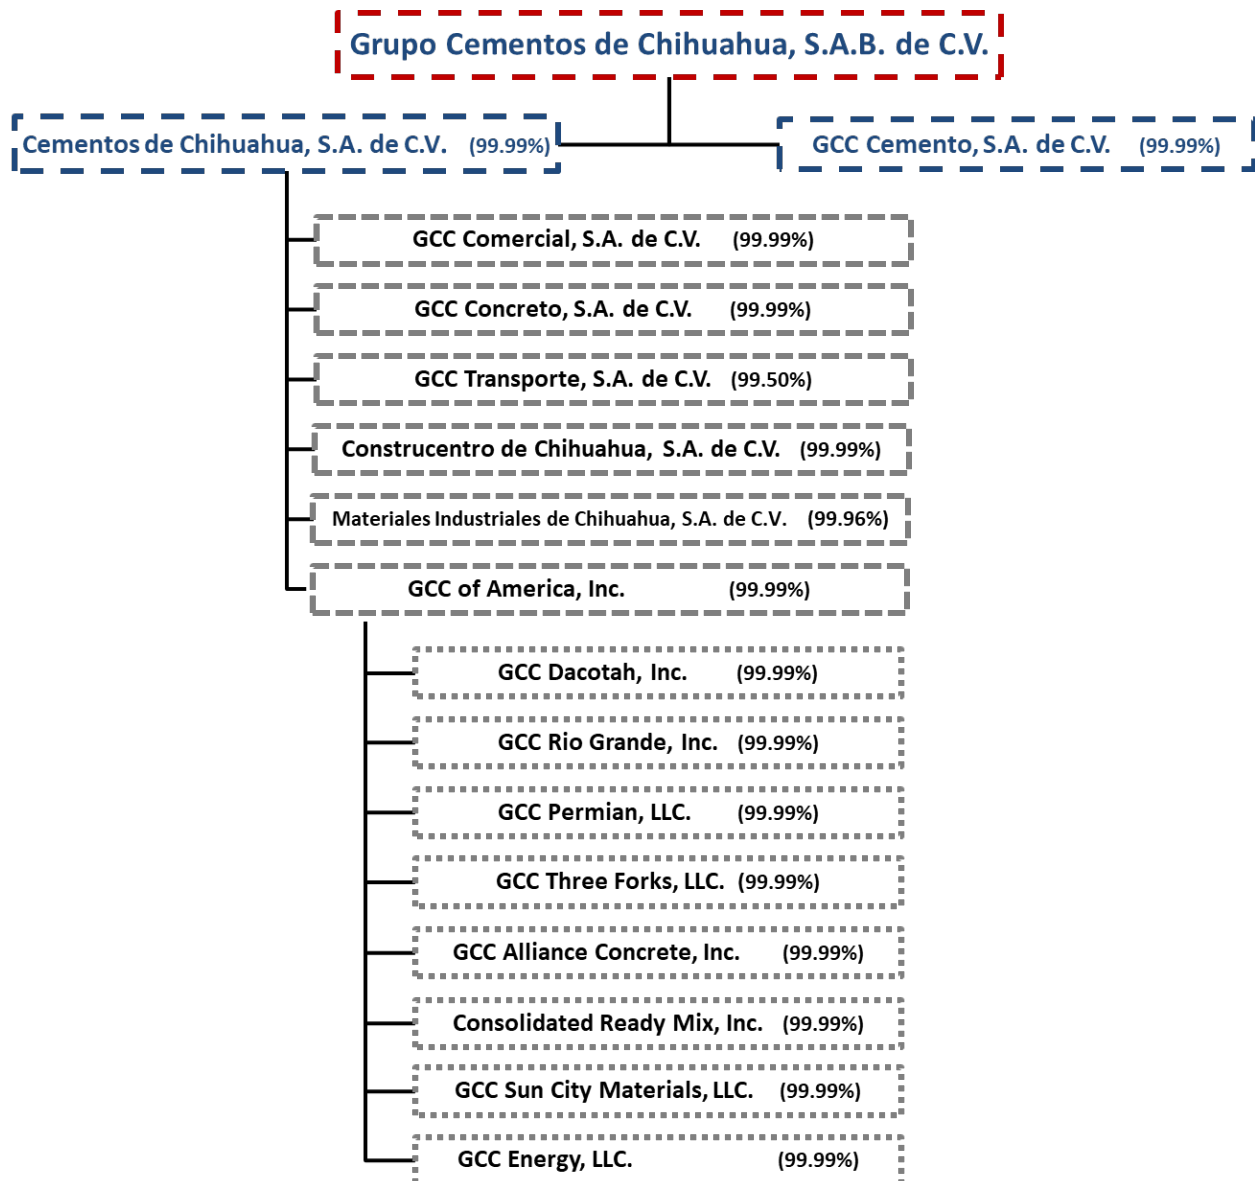 Grupo Cementos de Chihuahua, S.A.B. de C.V.
Cementos de Chihuahua, S.A. de C.V. (99.99%)
GCC Cemento, S.A. de C.V. (99.99%)
GCC Comercial, S.A. de C.V. (99.99%)
GCC Concreto, S.A. de C.V. (99.99%)
GCC Transporte, S.A. de C.V. (99.50%)
Construcentro de Chihuahua, S.A. de C.V. (99.99%)
Materiales Industriales de Chihuahua, S.A. de C.V. (99.96%)
GCC of America, Inc. (99.99%)
GCC Dacotah, Inc. (99.99%)
GCC Rio Grande, Inc. (99.99%)
GCC Permian, LLC. (99.99%)
GCC Three Forks, LLC. (99.99%)
GCC Alliance Concrete, Inc. (99.99%)
Consolidated Ready Mix, Inc. (99.99%)
GCC Sun City Materials, LLC. (99.99%)
GCC Energy, LLC. (99.99%)